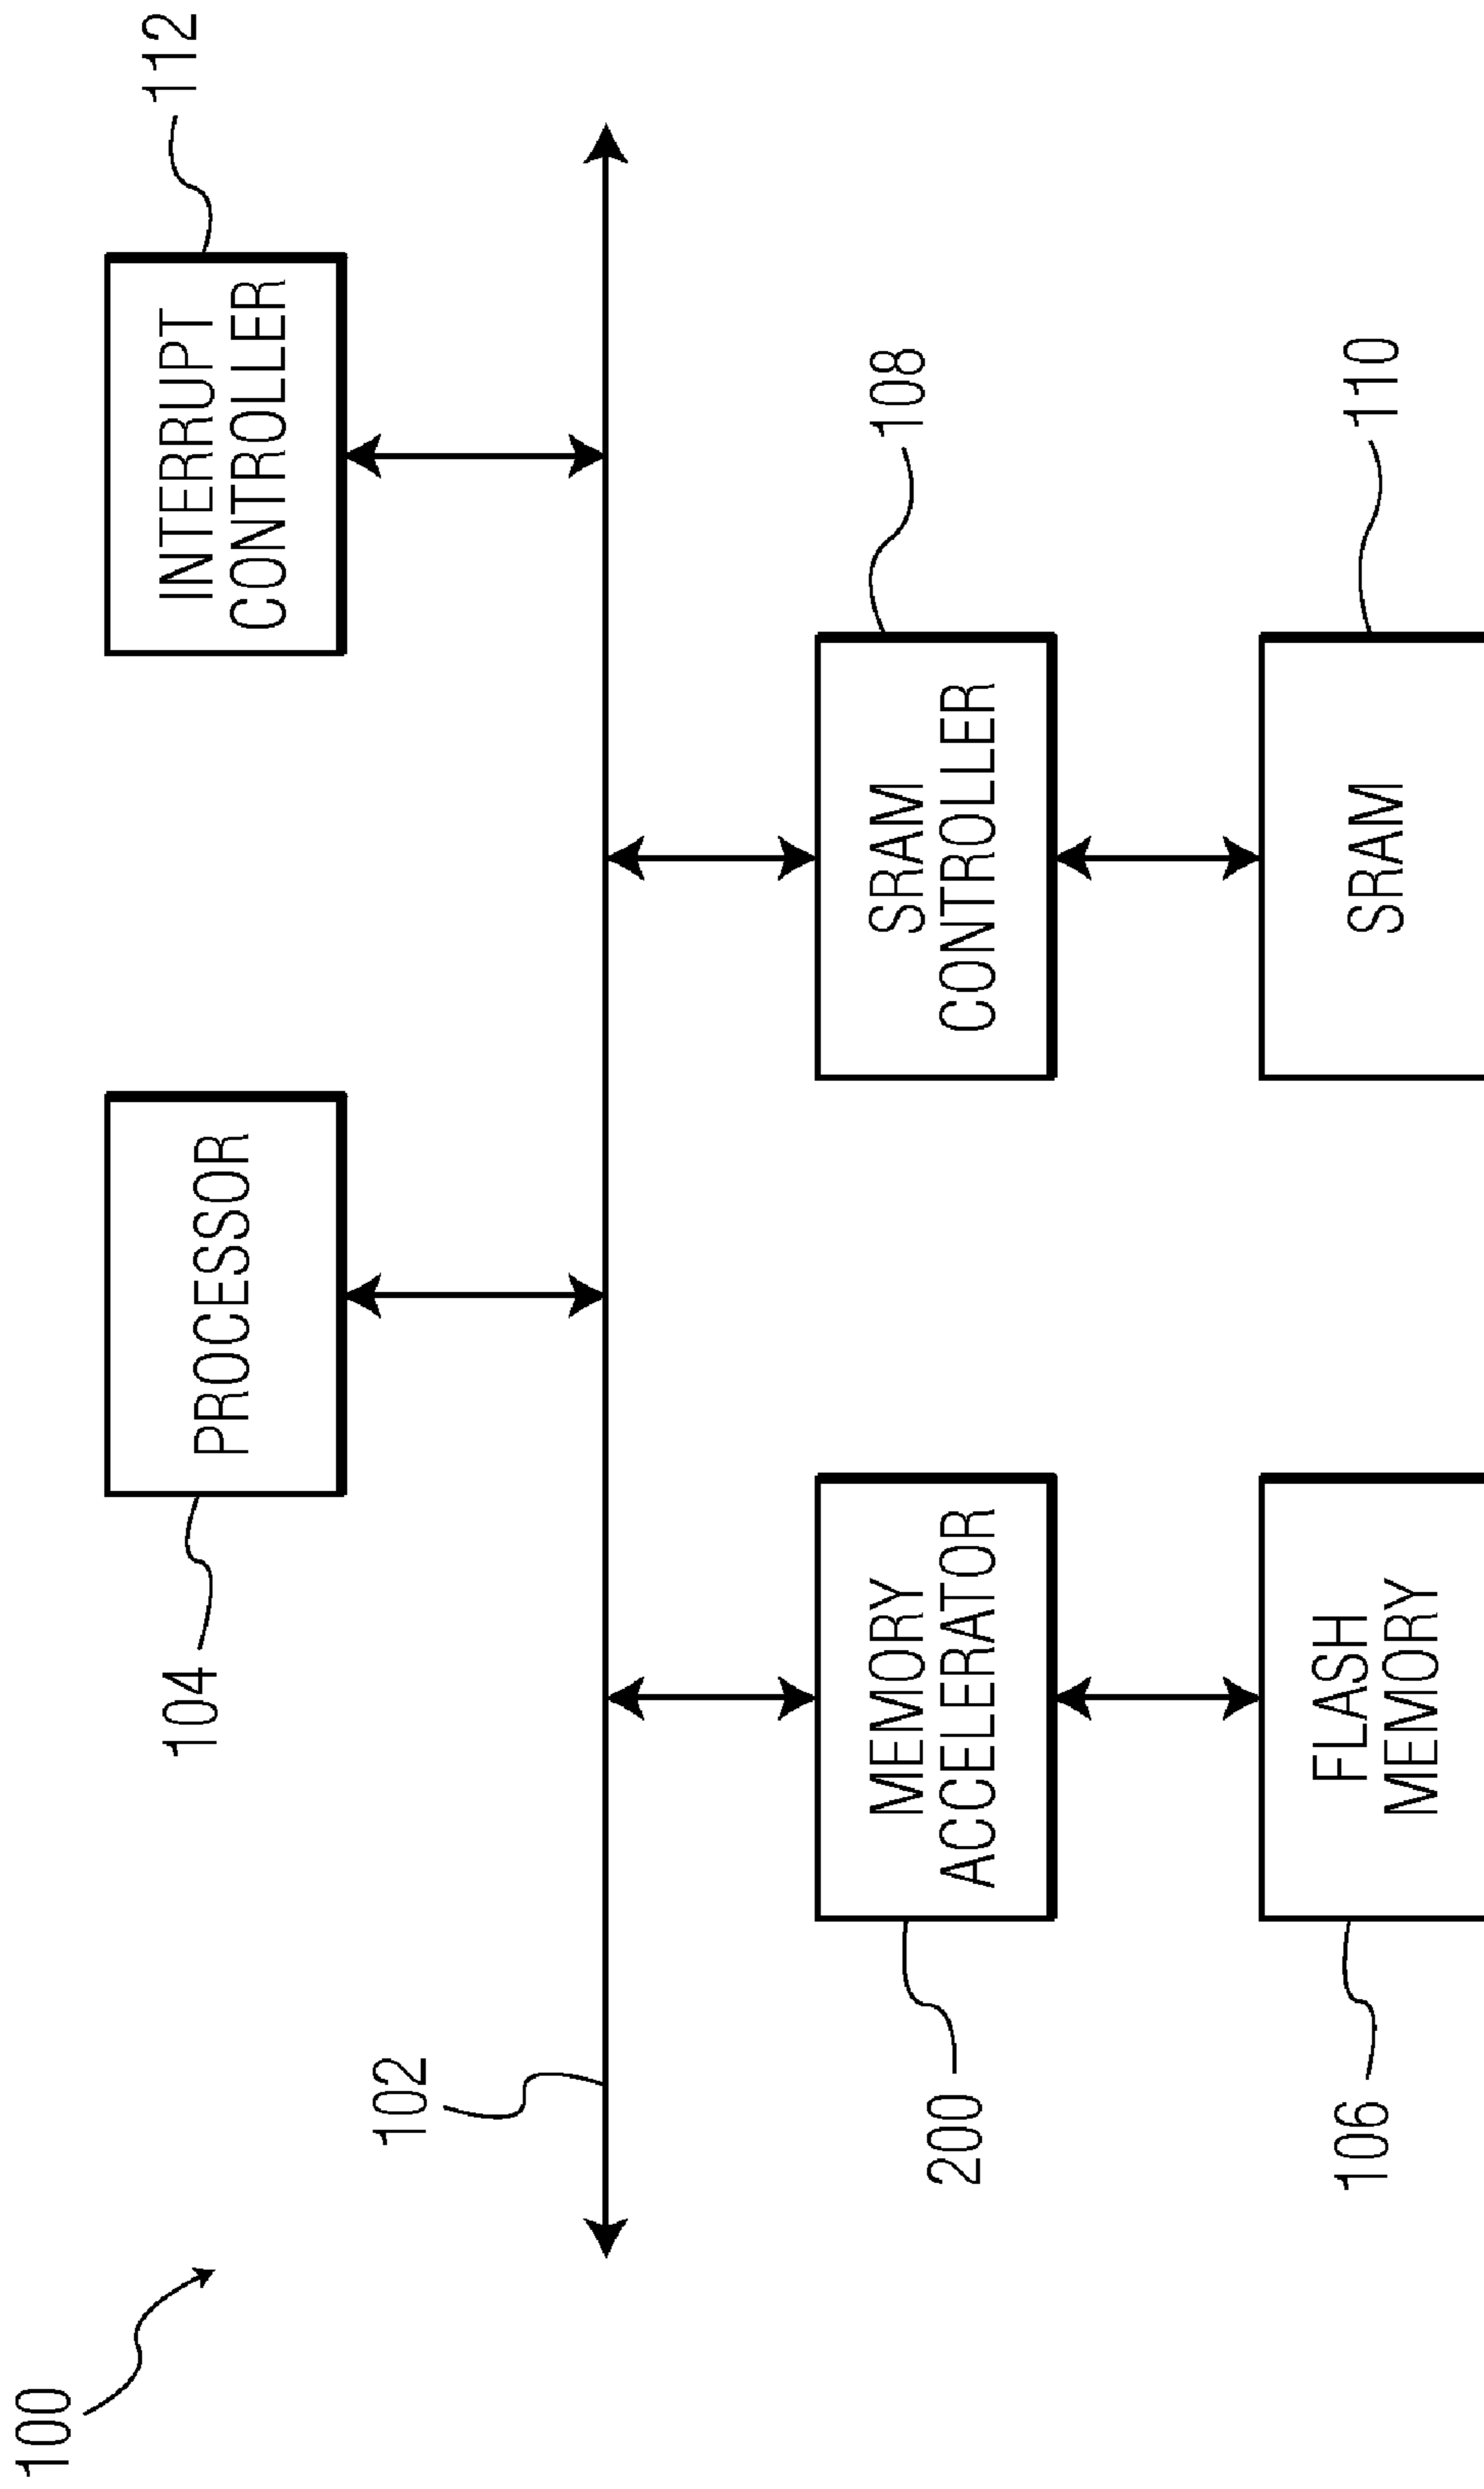 100
104
PROCESSOR
INTERRUPT
CONTROLLER
112
102
200
MEMORY
ACCELERATOR
SRAM
CONTROLLER
108
106
FLASH
MEMORY
SRAM
110